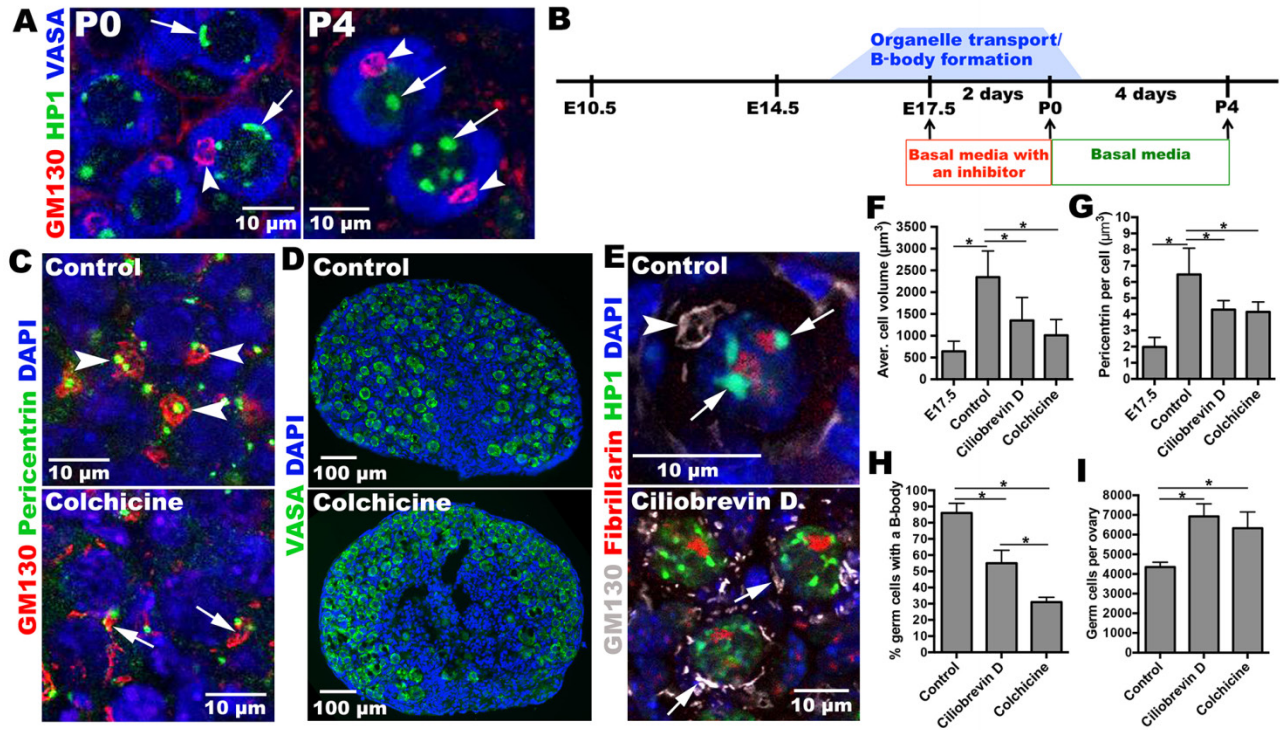 A
GM130 HP1 VASA
P0
10 µm
P4
10 µm
B
Organelle transport/
B-body formation
E10.5
E14.5
E17.5
2 days
P0
4 days
P4
Basal media with
an inhibitor
Basal media
C
GM130 Pericentrin DAPI
Control
10 µm
Colchicine
10 µm
D
VASA DAPI
Control
100 µm
Colchicine
100 µm
E
GM130 Fibrillarin HP1 DAPI
Control
10 µm
Ciliobrevin D
10 µm
F
Aver. cell volume (µm³)
3500
3000
2500
2000
1500
1000
500
0
*
*
*
E17.5
Control
Ciliobrevin D
Colchicine
G
Pericentrin per cell (µm³)
10
9
8
7
6
5
4
3
2
1
0
*
*
*
E17.5
Control
Ciliobrevin D
Colchicine
H
% germ cells with a B-body
100
90
80
70
60
50
40
30
20
10
0
*
*
*
Control
Ciliobrevin D
Colchicine
I
Germ cells per ovary
8000
7000
6000
5000
4000
3000
2000
1000
0
*
*
Control
Ciliobrevin D
Colchicine